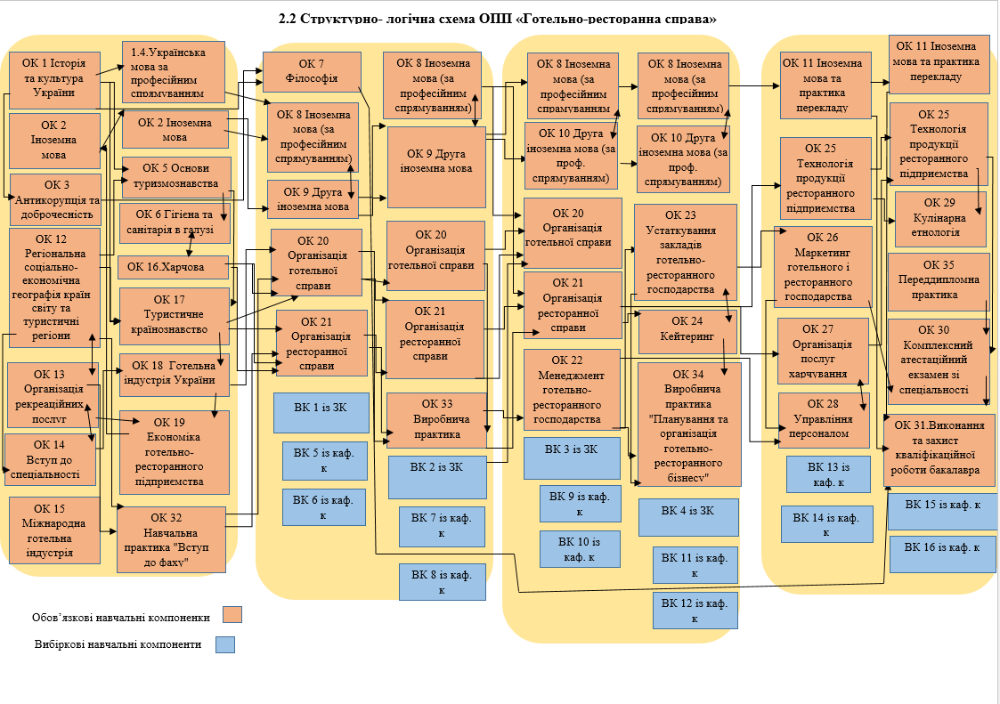 2.2 Структурно- логічна схема ОПП «Готельно-ресторанна справа»
ОК 1 Історія
та культура
України
ОК 2
Іноземна
мова
ОК 3
Антикорупція та
доброчесність
ОК 12
Регіональна
соціально-
економічна
географія країн
світу та
туристичні
регіони
ОК 13
Організація
рекреаційних
послуг
ОК 14
Вступ до
спеціальності
ОК 15
Міжнародна
готельна
індустрія
1.4.Українська
мова за
професійним
спрямуванням
ОК 2 Іноземна
мова
ОК 5 Основи
туризмознавства
ОК 6 Гігієна та
санітарія в галузі
ОК 16.Харчова
ОК 17
Туристичне
країнознавство
ОК 18 Готельна
індустрія України
ОК 19
Економіка
готельно-
ресторанного
підприємства
ОК 32
Навчальна
практика "Вступ
до фаху"
ОК 7
Філософія
ОК 8 Іноземна
мова (за
професійним
спрямуванням)
ОК 9 Друга
іноземна мова
ОК 20
Організація
готельної
справи
ОК 21
Організація
ресторанної
справи
ВК 1 із ЗК
ВК 5 із каф.
к
ВК 6 із каф.
к
ОК 8 Іноземна
мова (за
професійним
спрямуванням)
ОК 9 Друга
іноземна мова
ОК 20
Організація
готельної справи
ОК 21
Організація
ресторанної
справи
ОК 33
Виробнича
практика
ВК 2 із ЗК
ВК 7 із каф.
к
ВК 8 із каф.
к
ОК 8 Іноземна
мова (за
професійним
спрямуванням
ОК 10 Друга
іноземна мова (за
проф.
спрямуванням)
ОК 20
Організація
готельної справи
ОК 21
Організація
ресторанної
справи
ОК 22
Менеджмент
готельно-
ресторанного
господарства
ВК 3 із ЗК
ВК 9 із каф.
к
ВК 10 із
каф. к
ОК 8 Іноземна
мова (за
професійним
спрямуванням)
ОК 10 Друга
іноземна мова (за
проф.
спрямуванням)
ОК 23
Устаткування
закладів
готельно-
ресторанного
господарства
ОК 24
Кейтеринг
ОК 34
Виробнича
практика
"Планування та
організація
готельно-
ресторанного
бізнесу"
ВК 4 із ЗК
ВК 11 із каф.
к
ВК 12 із каф.
к
ОК 11 Іноземна
мова та
практика
перекладу
ОК 25
Технологія
продукції
ресторанного
підприємства
ОК 26
Маркетинг
готельного і
ресторанного
господарства
ОК 27
Організація
послуг
харчування
ОК 28
Управління
персоналом
ВК 13 із
каф. к
ВК 14 із каф.
к
ОК 11 Іноземна
мова та практика
перекладу
ОК 25
Технологія
продукції
ресторанного
підприємства
ОК 29
Кулінарна
етнологія
ОК 35
Переддипломна
практика
ОК 30
Комплексний
атестаційний
екзамен зі
спеціальності
ОК 31.Виконання
та захист
кваліфікаційної
роботи бакалавра
ВК 15 із каф. к
ВК 16 із каф. к
Обов’язкові навчальні компоненки
Вибіркові навчальні компоненти